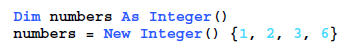 Dim numbers As Integer()
numbers = New Integer() {1, 2, 3, 6}